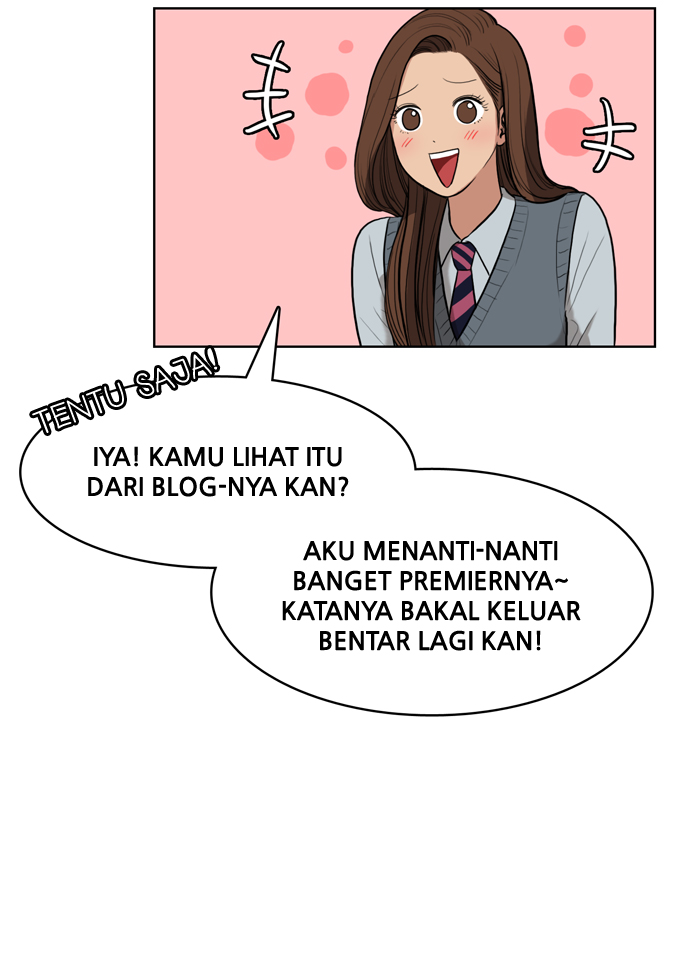 TENTU SAJA!
IYA! KAMU LIHAT ITU
DARI BLOG-NYA KAN?
AKU MENANTI-NANTI
BANGET PREMIERNYA~
KATANYA BAKAL KELUAR
BENTAR LAGI KAN!